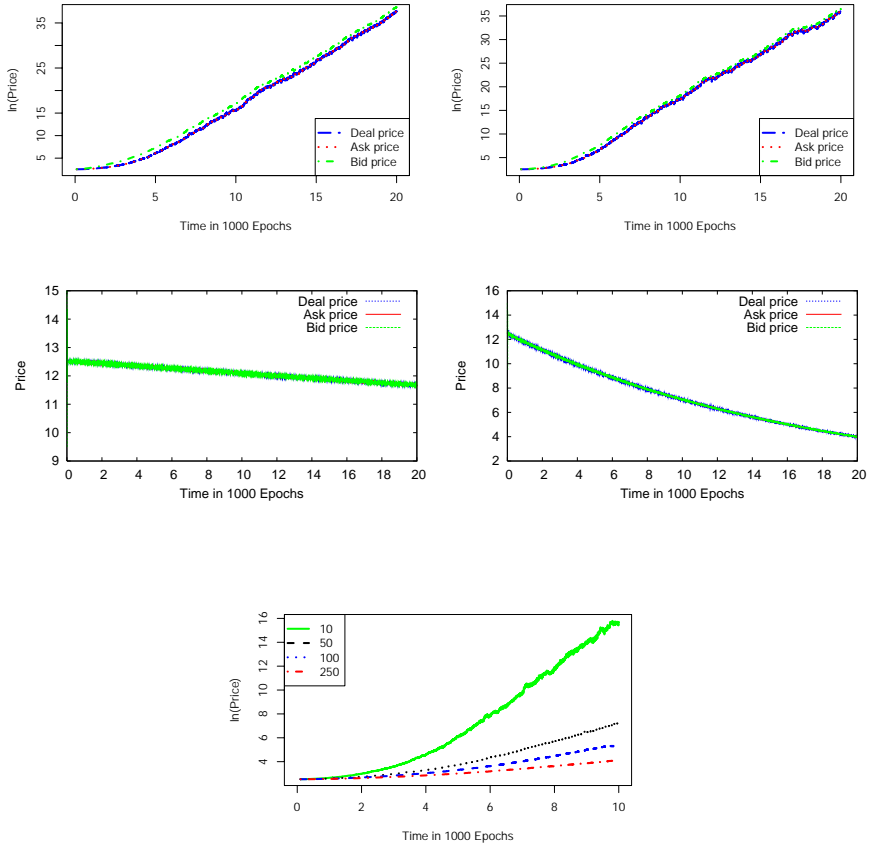 ln(Price)
35
25
15
10
5
Deal price
Ask price
Bid price
0 5 10 15 20
Time in 1000 Epochs
ln(Price)
35
30
25
20
15
10
5
Deal price
Ask price
Bid price
0 5 10 15 20
Time in 1000 Epochs
Price
15
14
13
12
11
10
9
Deal price
Ask price
Bid price
0 2 4 6 8 10 12 14 16 18 20
Time in 1000 Epochs
Price
16
14
12
10
8
6
4
2
Deal price
Ask price
Bid price
0 2 4 6 8 10 12 14 16 18 20
Time in 1000 Epochs
ln(Price)
16
14
12
10
8
6
4
10
50
100
250
0 2 4 6 8 10
Time in 1000 Epochs